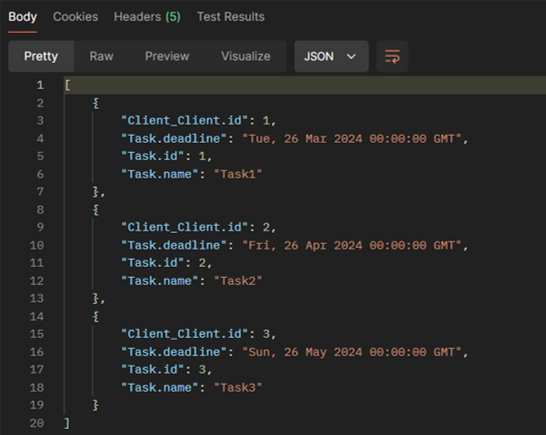 Body Cookies Headers (5) Test Results
Pretty Raw Preview Visualize JSON
1 [
2 {
3 "Client_Client.id": 1,
4 "Task.deadline": "Tue, 26 Mar 2024 00:00:00 GMT",
5 "Task.id": 1,
6 "Task.name": "Task1"
7 },
8 {
9 "Client_Client.id": 2,
10 "Task.deadline": "Fri, 26 Apr 2024 00:00:00 GMT",
11 "Task.id": 2,
12 "Task.name": "Task2"
13 },
14 {
15 "Client_Client.id": 3,
16 "Task.deadline": "Sun, 26 May 2024 00:00:00 GMT",
17 "Task.id": 3,
18 "Task.name": "Task3"
19 }
20 ]